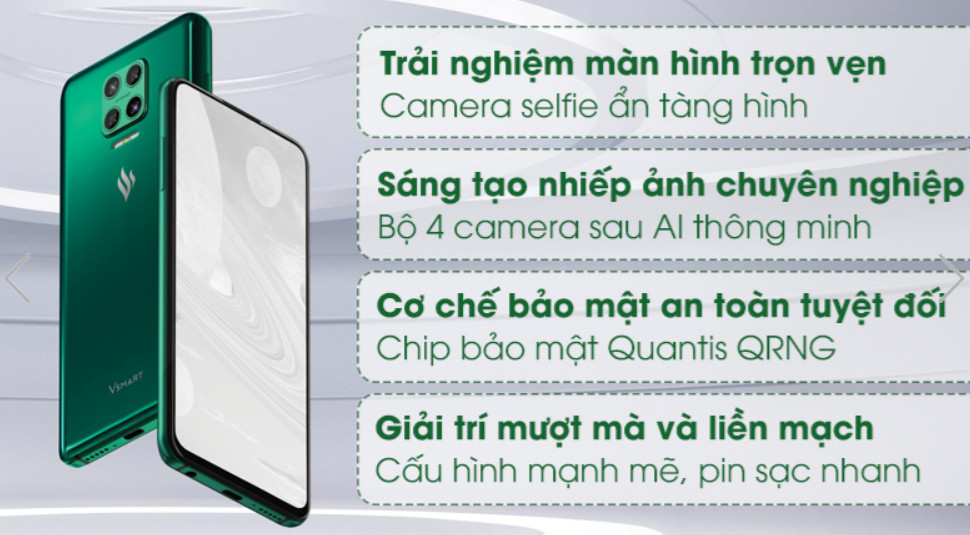 Trải nghiệm màn hình trọn vẹn
Camera selfie ẩn tàng hình
Sáng tạo nhiếp ảnh chuyên nghiệp
Bộ 4 camera sau AI thông minh
Cơ chế bảo mật an toàn tuyệt đối
Chip bảo mật Quantis QRNG
Giải trí mượt mà và liền mạch
Cấu hình mạnh mẽ, pin sạc nhanh
VSMART